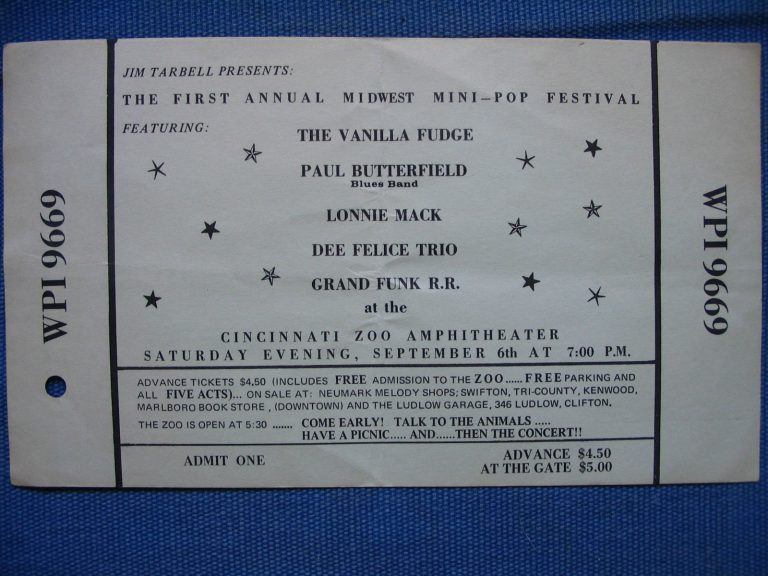 WPI 9669
JIM TARBELL PRESENTS:
THE FIRST ANNUAL MIDWEST MINI-POP FESTIVAL
FEATURING:
THE VANILLA FUDGE
PAUL BUTTERFIELD
Blues Band
LONNIE MACK
DEE FELICE TRIO
GRAND FUNK R.R.
at the
CINCINNATI ZOO AMPHITHEATER
SATURDAY EVENING, SEPTEMBER 6th AT 7:00 P.M.
ADVANCE TICKETS $4.50 (INCLUDES FREE ADMISSION TO THE ZOO......FREE PARKING AND
ALL FIVE ACTS)... ON SALE AT: NEUMARK MELODY SHOPS; SWIFTON, TRI-COUNTY, KENWOOD,
MARLBORO BOOK STORE, (DOWNTOWN) AND THE LUDLOW GARAGE, 346 LUDLOW, CLIFTON.
THE ZOO IS OPEN AT 5:30 ....... COME EARLY! TALK TO THE ANIMALS .....
HAVE A PICNIC..... AND......THEN THE CONCERT!!
ADMIT ONE
ADVANCE $4.50
AT THE GATE $5.00
WPI 9669